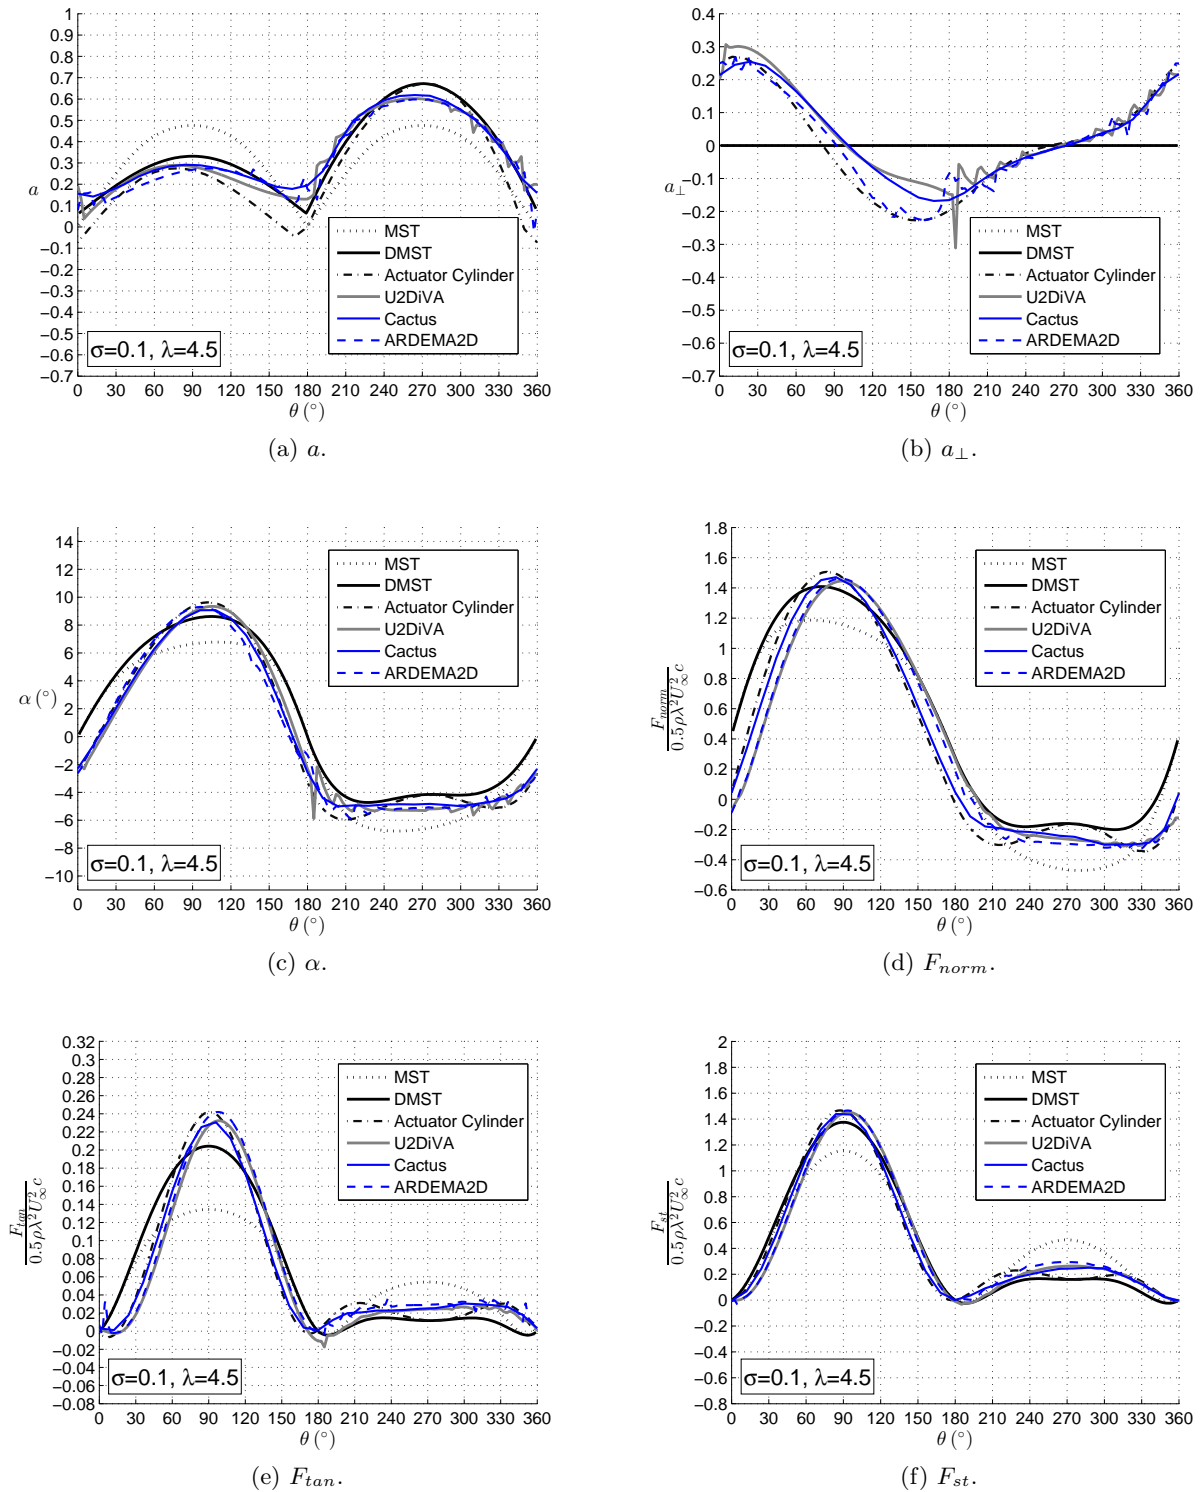 1
0.9
0.8
0.7
0.6
0.5
0.4
0.3
0.2
0.1
0
−0.1
−0.2
−0.3
−0.4
−0.5
−0.6
−0.7
a
0 30 60 90 120 150 180 210 240 270 300 330 360
θ (°)
MST
DMST
Actuator Cylinder
U2DiVA
Cactus
ARDEMA2D
σ=0.1, λ=4.5
(a) a.
0.4
0.3
0.2
0.1
0
−0.1
−0.2
−0.3
−0.4
−0.5
−0.6
−0.7
a⊥
0 30 60 90 120 150 180 210 240 270 300 330 360
θ (°)
MST
DMST
Actuator Cylinder
U2DiVA
Cactus
ARDEMA2D
σ=0.1, λ=4.5
(b) a⊥.
14
12
10
8
6
4
2
0
−2
−4
−6
−8
−10
α (°)
0 30 60 90 120 150 180 210 240 270 300 330 360
θ (°)
MST
DMST
Actuator Cylinder
U2DiVA
Cactus
ARDEMA2D
σ=0.1, λ=4.5
(c) α.
1.8
1.6
1.4
1.2
1
0.8
0.6
0.4
0.2
0
−0.2
−0.4
−0.6
F_norm
0.5ρλ²U∞²c
0 30 60 90 120 150 180 210 240 270 300 330 360
θ (°)
MST
DMST
Actuator Cylinder
U2DiVA
Cactus
ARDEMA2D
σ=0.1, λ=4.5
(d) F_norm.
0.32
0.3
0.28
0.26
0.24
0.22
0.2
0.18
0.16
0.14
0.12
0.1
0.08
0.06
0.04
0.02
0
−0.02
−0.04
−0.06
−0.08
F_tan
0.5ρλ²U∞²c
0 30 60 90 120 150 180 210 240 270 300 330 360
θ (°)
MST
DMST
Actuator Cylinder
U2DiVA
Cactus
ARDEMA2D
σ=0.1, λ=4.5
(e) F_tan.
2
1.8
1.6
1.4
1.2
1
0.8
0.6
0.4
0.2
0
−0.2
−0.4
−0.6
−0.8
F_st
0.5ρλ²U∞²c
0 30 60 90 120 150 180 210 240 270 300 330 360
θ (°)
MST
DMST
Actuator Cylinder
U2DiVA
Cactus
ARDEMA2D
σ=0.1, λ=4.5
(f) F_st.